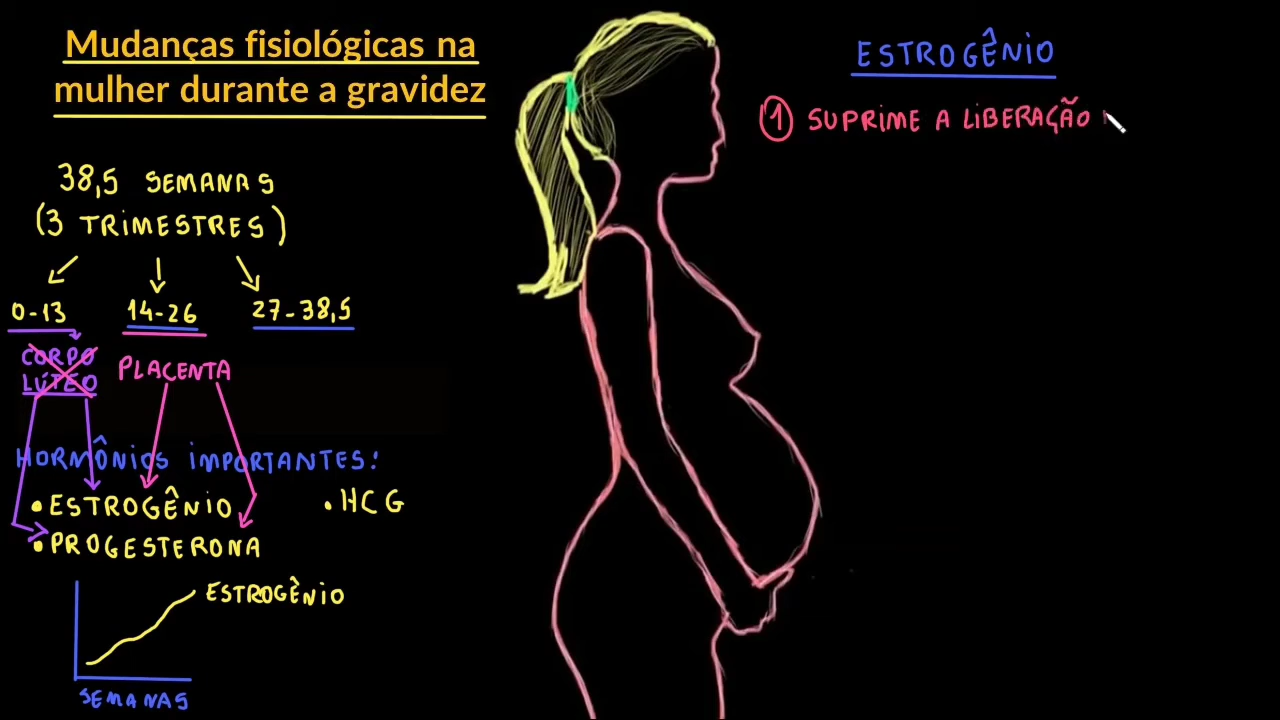 Mudanças fisiológicas na
mulher durante a gravidez
38,5 SEMANAS
(3 TRIMESTRES)
0-13 14-26 27-38,5
CORPO
LÚTEO
PLACENTA
HORMÔNIOS IMPORTANTES:
• ESTROGÊNIO • HCG
• PROGESTERONA
ESTROGÊNIO
SEMANAS
ESTROGÊNIO
1 SUPRIME A LIBERAÇÃO